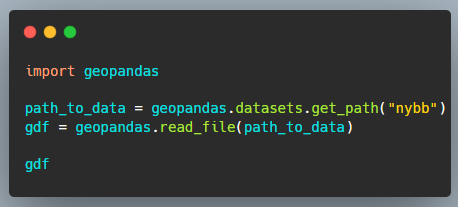 import geopandas
path_to_data = geopandas.datasets.get_path("nybb")
gdf = geopandas.read_file(path_to_data)
gdf